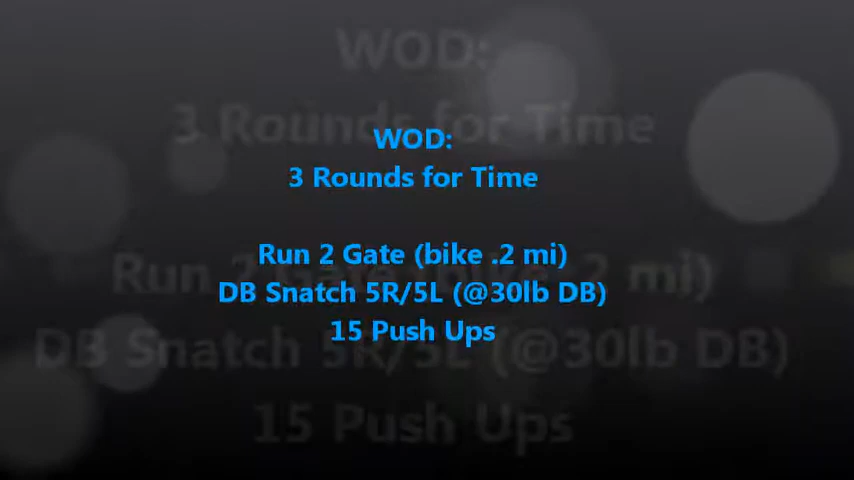 WOD:
3 Rounds for Time
Run 2 Gate (bike .2 mi)
DB Snatch 5R/5L (@30lb DB)
15 Push Ups